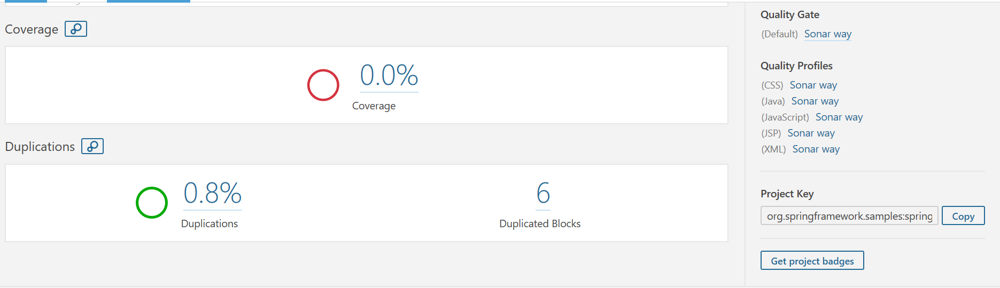 Coverage
0.0%
Coverage
Duplications
0.8%
Duplications
6
Duplicated Blocks
Quality Gate
(Default) Sonar way
Quality Profiles
(CSS) Sonar way
(Java) Sonar way
(JavaScript) Sonar way
(JSP) Sonar way
(XML) Sonar way
Project Key
org.springframework.samples:spring
Copy
Get project badges